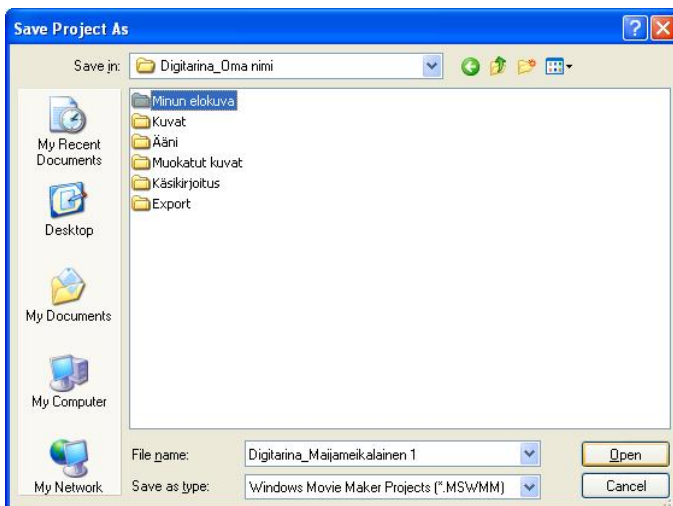 Save Project As
Save in:
Digitarina_Oma nimi
My Recent
Documents
Desktop
My Documents
My Computer
My Network
Minun elokuva
Kuvat
Ääni
Muokatut kuvat
Käsikirjoitus
Export
File name:
Digitarina_Maijameikalainen 1
Open
Save as type:
Windows Movie Maker Projects (*.MSWMM)
Cancel